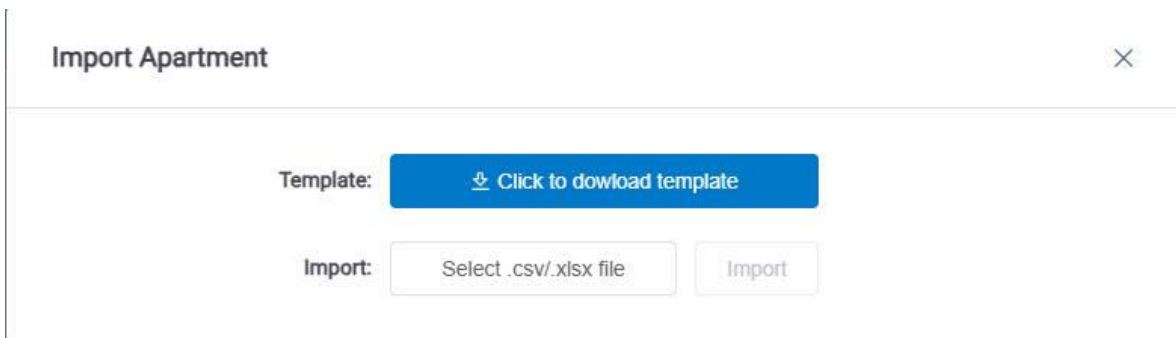 Import Apartment
Template: Click to dowload template
Import: Select .csv/.xlsx file Import